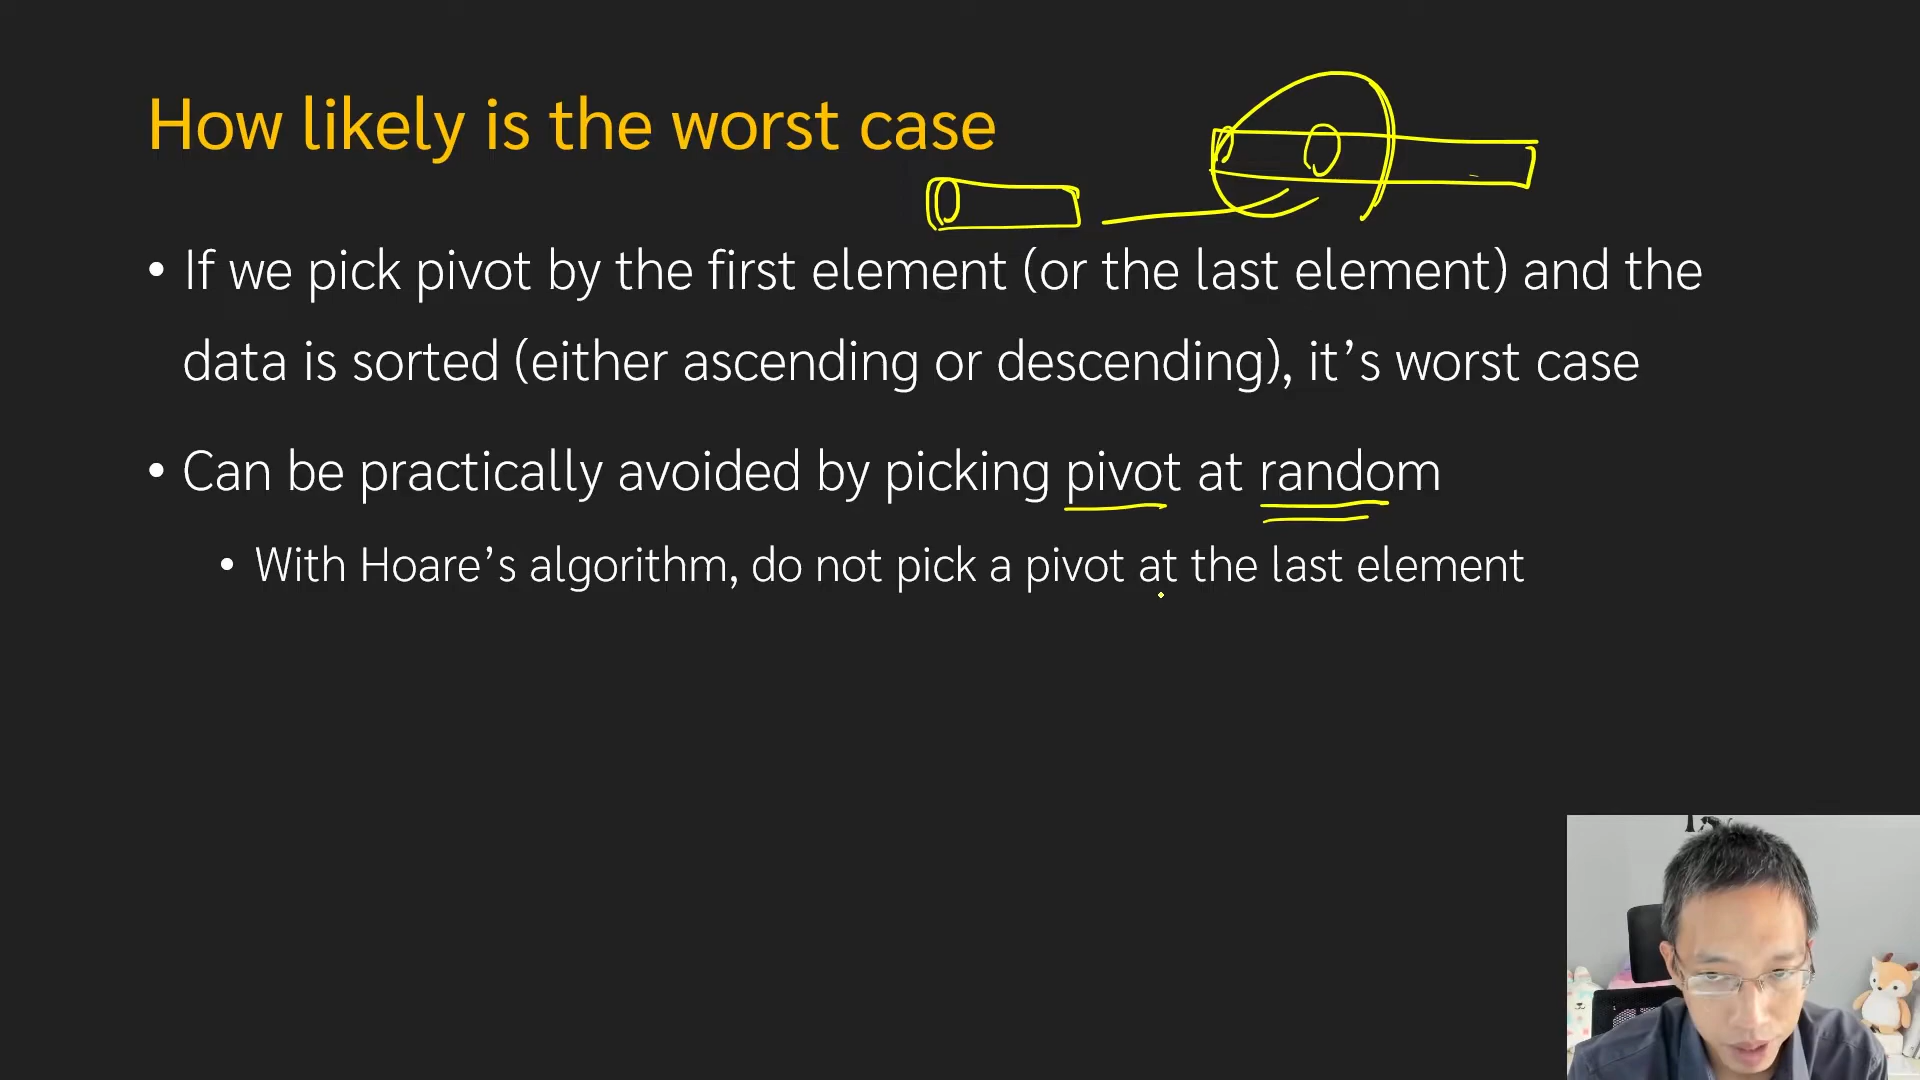 How likely is the worst case
• If we pick pivot by the first element (or the last element) and the
data is sorted (either ascending or descending), it’s worst case
• Can be practically avoided by picking pivot at random
• With Hoare’s algorithm, do not pick a pivot at the last element